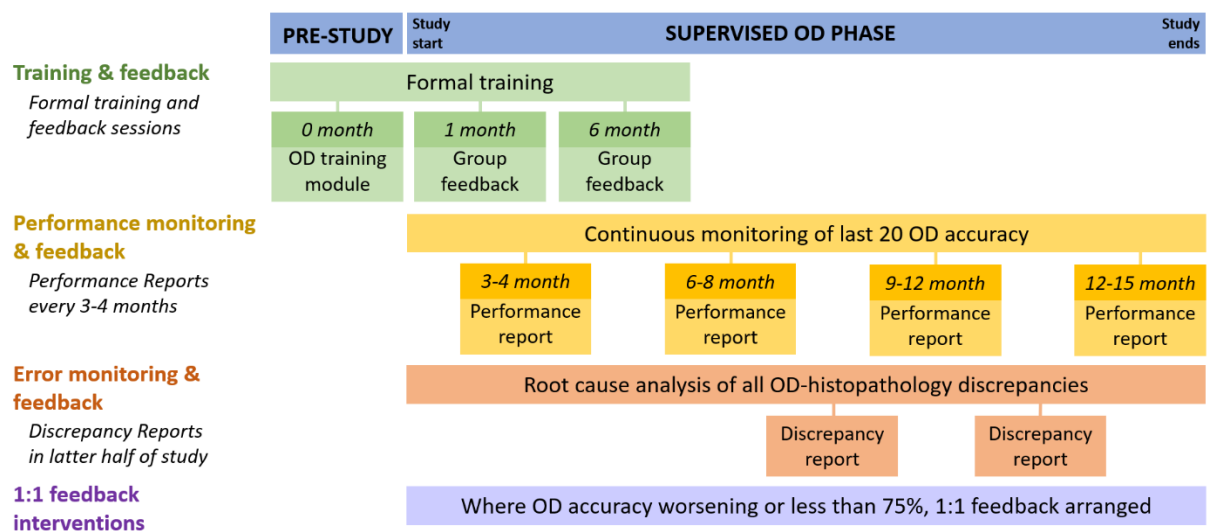 PRE-STUDY
Study
start
SUPERVISED OD PHASE
Study
ends
Training & feedback
Formal training and
feedback sessions
Formal training
0 month
OD training
module
1 month
Group
feedback
6 month
Group
feedback
Performance monitoring
& feedback
Performance Reports
every 3-4 months
Continuous monitoring of last 20 OD accuracy
3-4 month
Performance
report
6-8 month
Performance
report
9-12 month
Performance
report
12-15 month
Performance
report
Error monitoring &
feedback
Discrepancy Reports
in latter half of study
Root cause analysis of all OD-histopathology discrepancies
Discrepancy
report
Discrepancy
report
1:1 feedback
interventions
Where OD accuracy worsening or less than 75%, 1:1 feedback arranged